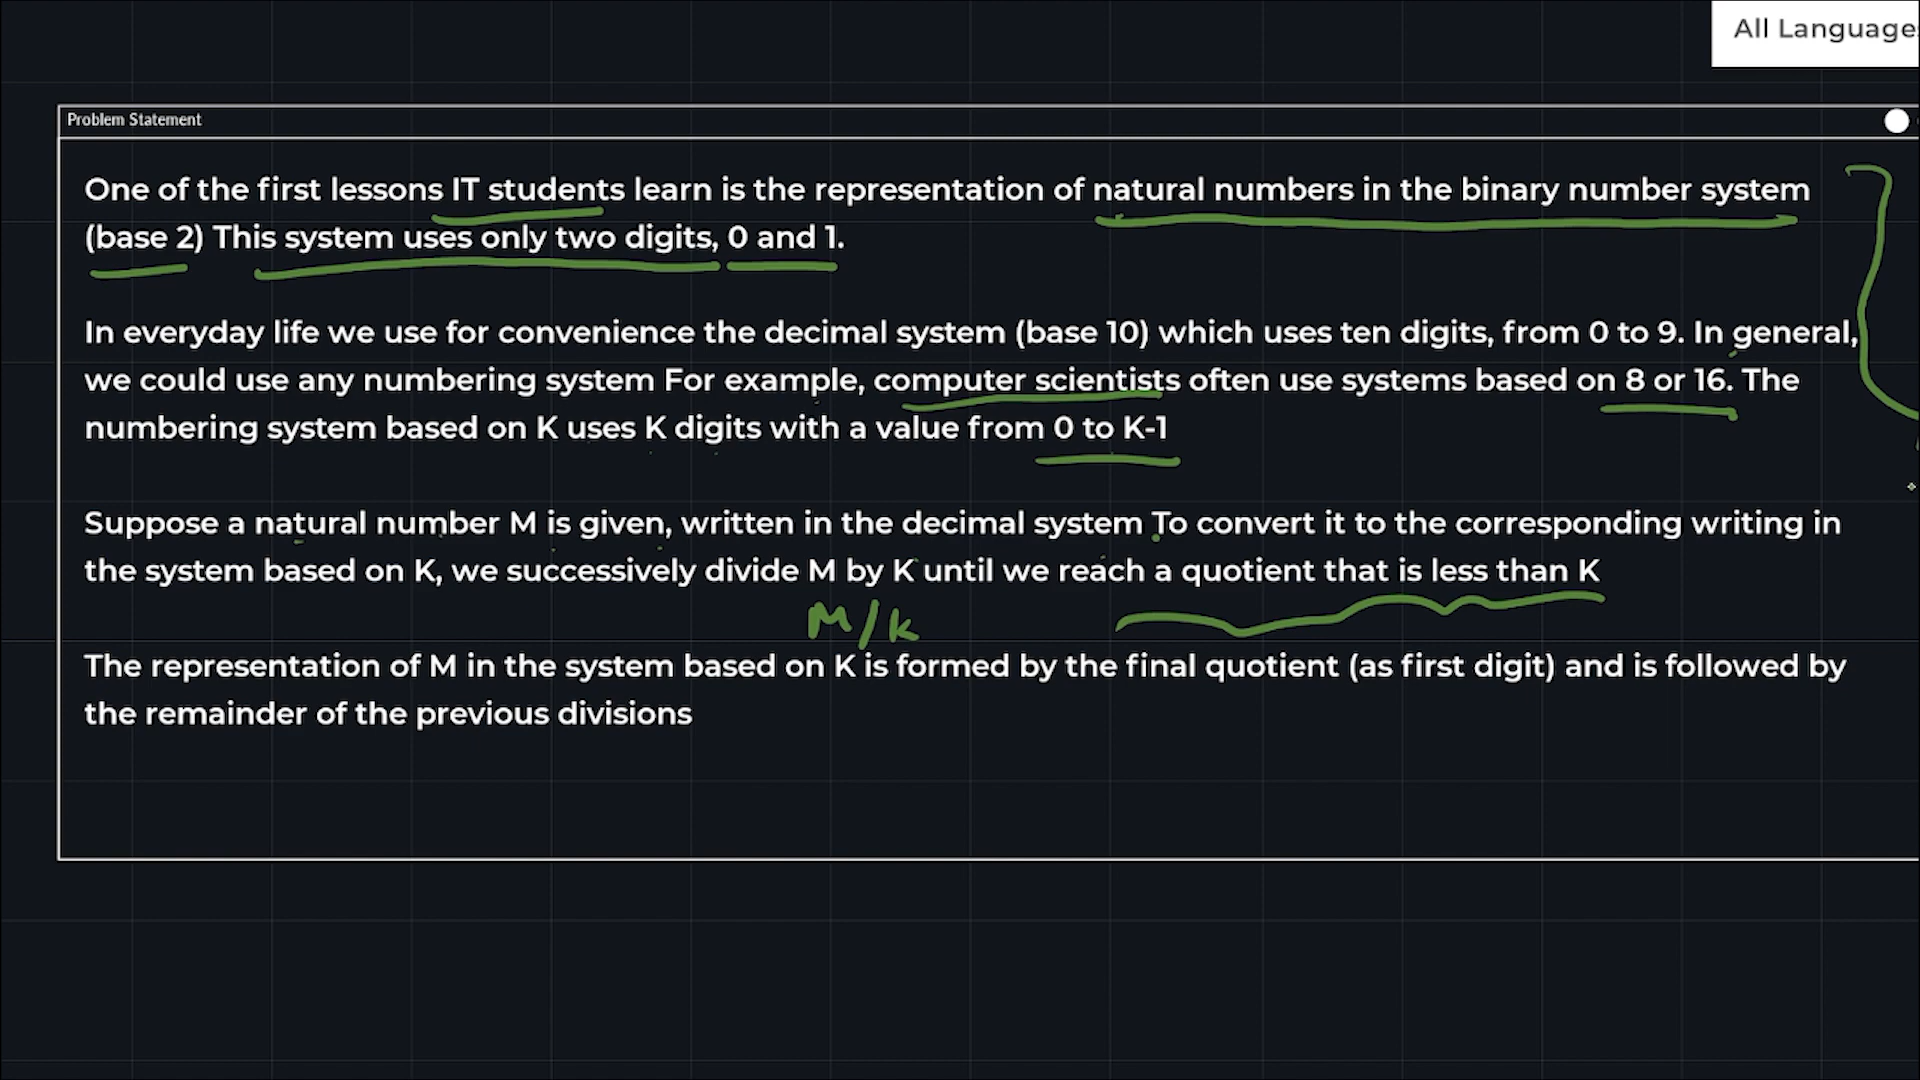 All Language
Problem Statement
One of the first lessons IT students learn is the representation of natural numbers in the binary number system
(base 2) This system uses only two digits, 0 and 1.
In everyday life we use for convenience the decimal system (base 10) which uses ten digits, from 0 to 9. In general,
we could use any numbering system For example, computer scientists often use systems based on 8 or 16. The
numbering system based on K uses K digits with a value from 0 to K-1
Suppose a natural number M is given, written in the decimal system To convert it to the corresponding writing in
the system based on K, we successively divide M by K until we reach a quotient that is less than K
M/K
The representation of M in the system based on K is formed by the final quotient (as first digit) and is followed by
the remainder of the previous divisions